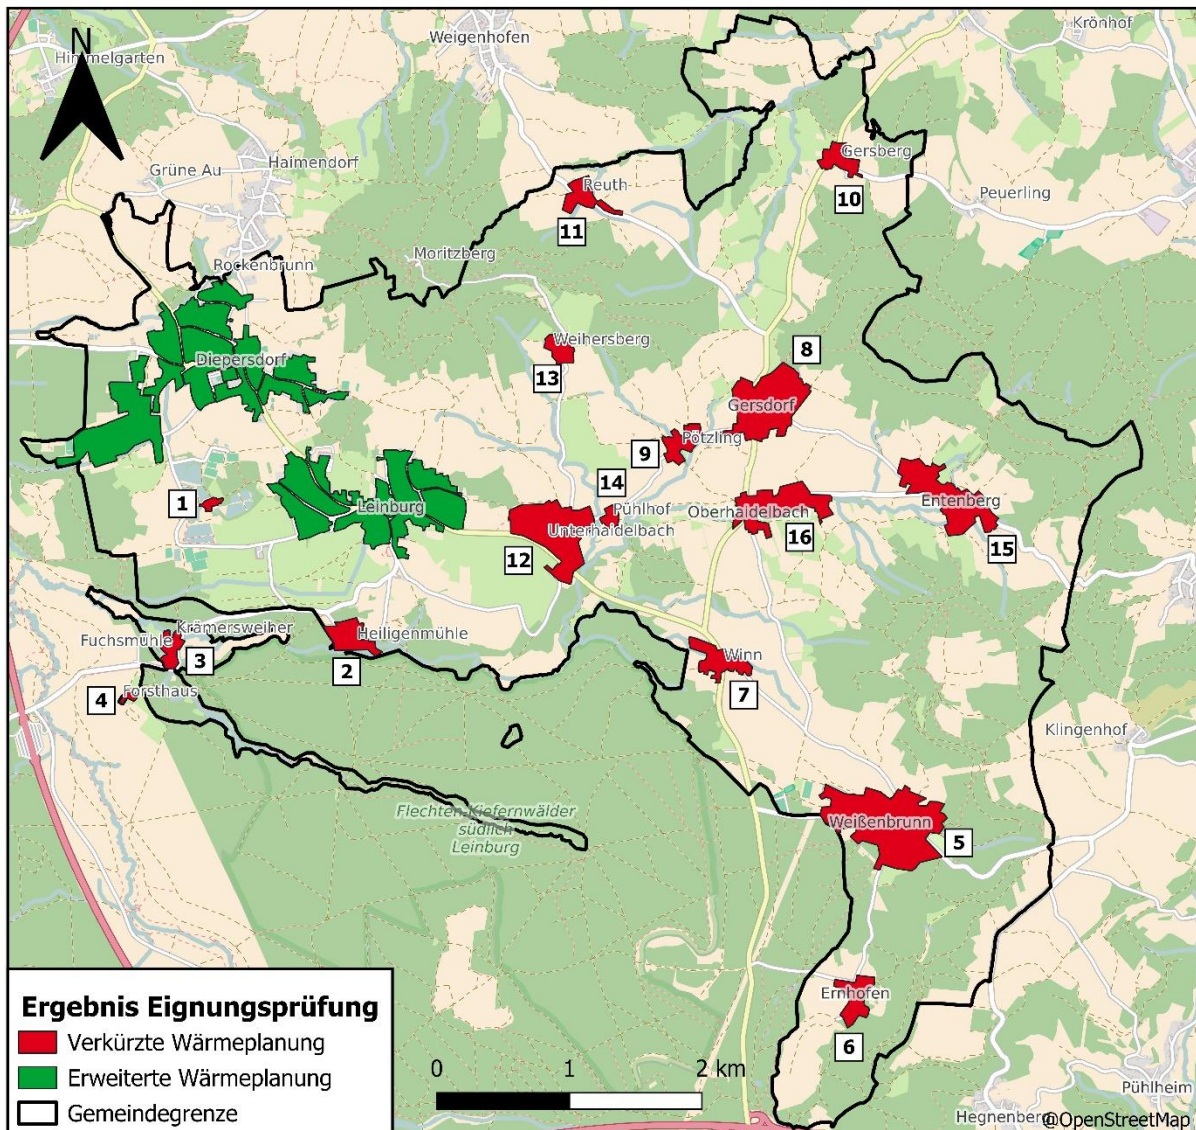 Krönhof
Weigenhofen
N
Himmelgarten
Gersberg
Haimendorf
Grüne Au
Reuth
Peuerling
10
11
Moritzberg
Rockenbrunn
Weihersberg
8
Diepersdorf
13
Gersdorf
Pötzling
9
14
1
Leinburg
Pühlhof
Oberhaidelbach
Entenberg
Unterhaidelbach
16
12
15
Krämersweiher
Heiligenmühle
Fuchsmühle
3
2
Winn
4
Forsthaus
7
Klingenhof
Flechten-Kiefernwälder
südlich
Leinburg
Weißenbrunn
5
Ernhofen
6
Ergebnis Eignungsprüfung
Verkürzte Wärmeplanung
Erweiterte Wärmeplanung
Gemeindegrenze
0 1 2 km
Pühlheim
Hegnenberg
@OpenStreetMap